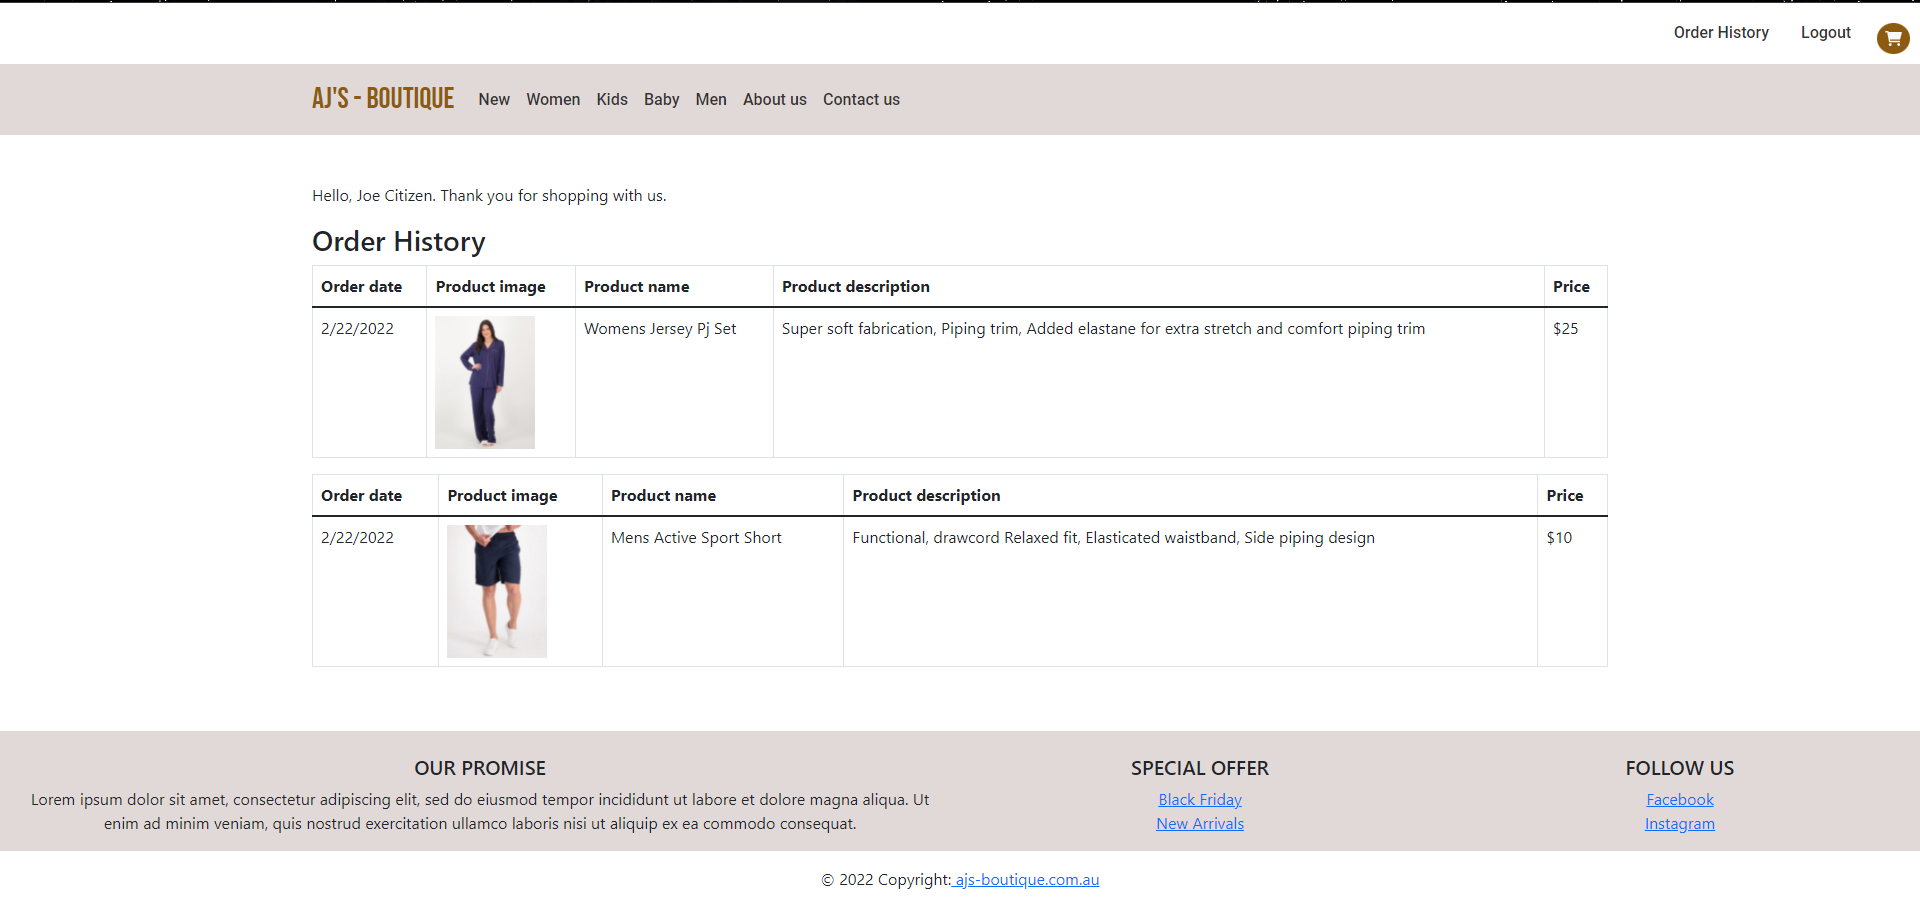 Order History Logout
AJ'S - BOUTIQUE New Women Kids Baby Men About us Contact us
Hello, Joe Citizen. Thank you for shopping with us.
Order History
Order date Product image Product name Product description Price
2/22/2022 Womens Jersey Pj Set Super soft fabrication, Piping trim, Added elastane for extra stretch and comfort piping trim $25
Order date Product image Product name Product description Price
2/22/2022 Mens Active Sport Short Functional, drawcord Relaxed fit, Elasticated waistband, Side piping design $10
OUR PROMISE SPECIAL OFFER FOLLOW US
Lorem ipsum dolor sit amet, consectetur adipiscing elit, sed do eiusmod tempor incididunt ut labore et dolore magna aliqua. Ut Black Friday Facebook
enim ad minim veniam, quis nostrud exercitation ullamco laboris nisi ut aliquip ex ea commodo consequat. New Arrivals Instagram
© 2022 Copyright: ajs-boutique.com.au